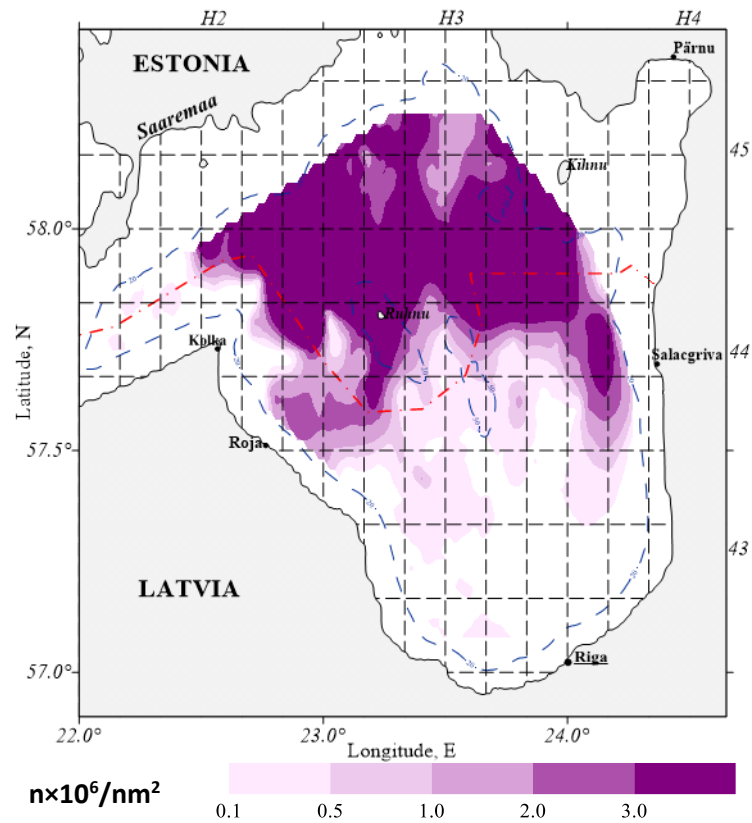 H2 H3 H4
Pärnu
ESTONIA
Saaremaa
45
Kihnu
58.0°
Ruhnu
Kolka
44
Salacgriva
Latitude, N
Roja
57.5°
43
LATVIA
Riga
57.0°
22.0° 23.0° 24.0°
Longitude, E
n×10⁶/nm²
0.1 0.5 1.0 2.0 3.0